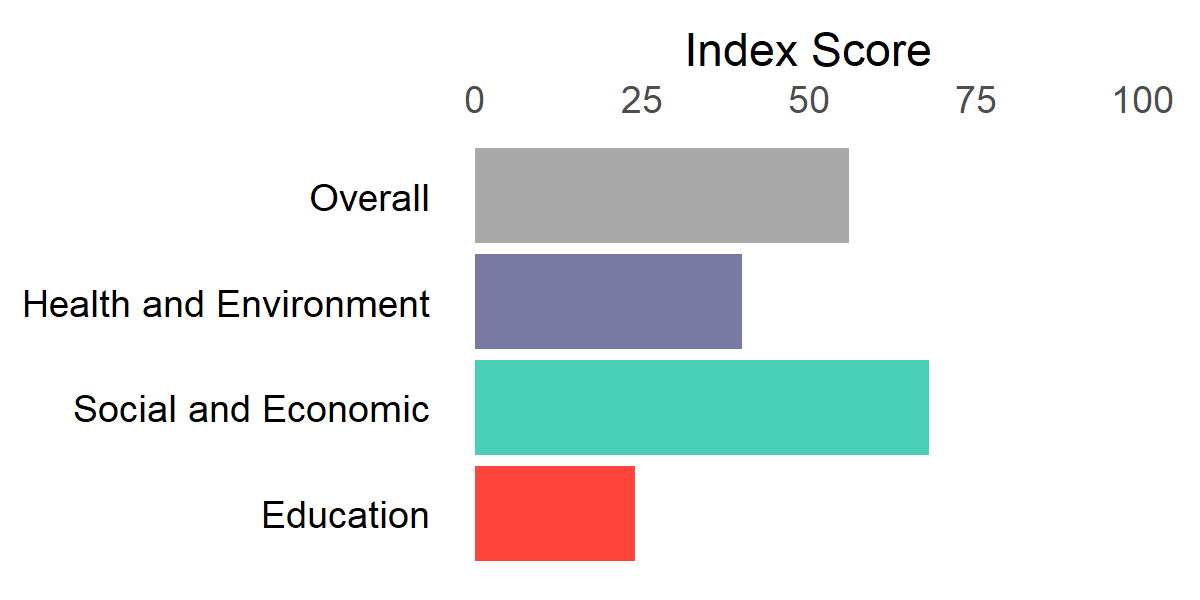 Index Score
0 25 50 75 100
Overall
Health and Environment
Social and Economic
Education